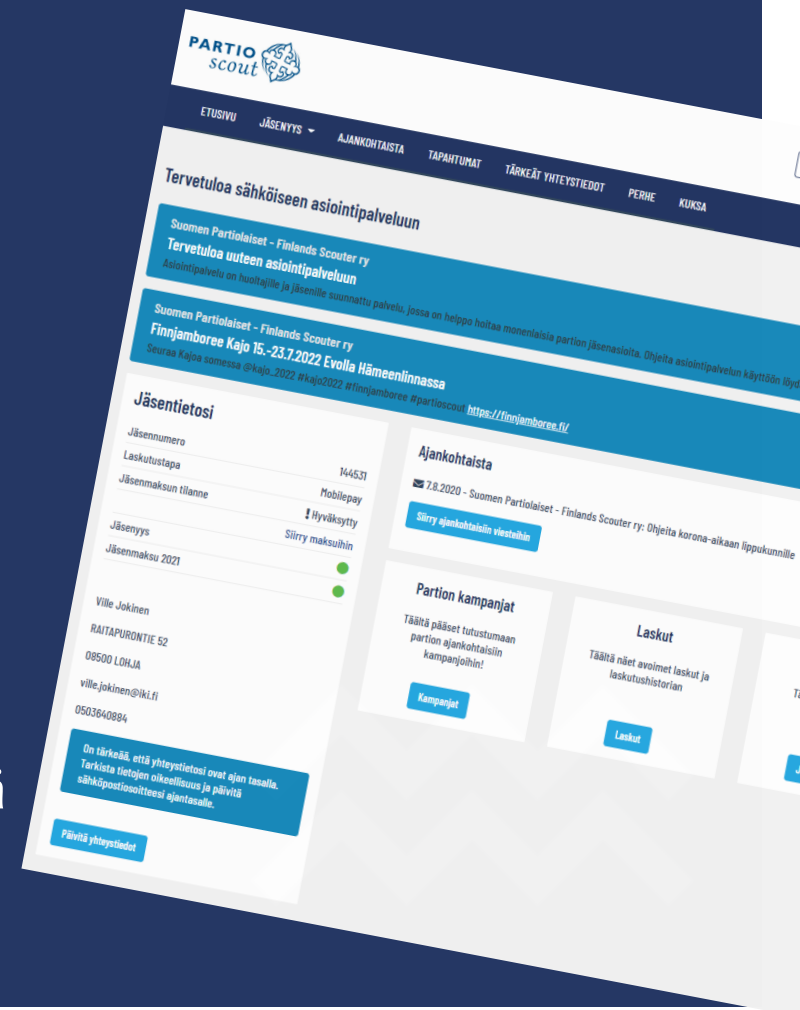 PARTIO
scout
ETUSIVU JÄSENYYS AJANKOHTAISTA TAPAHTUMAT TÄRKEÄT YHTEYSTIEDOT PERHE KUKSA
Tervetuloa sähköiseen asiointipalveluun
Suomen Partiolaiset - Finlands Scouter ry
Tervetuloa uuteen asiointipalveluun
Asiointipalvelu on huoltajille ja jäsenille suunnattu palvelu, jossa on helppo hoitaa monenlaisia partion jäsenasioita. Ohjeita asiointipalvelun käyttöön löyd
Suomen Partiolaiset - Finlands Scouter ry
Finnjamboree Kajo 15.-23.7.2022 Evolla Hämeenlinnassa
Seuraa Kajoa somessa @kajo_2022 #kajo2022 #finnjamboree #partioscout https://finnjamboree.fi/
Jäsentietosi
Jäsennumero 144531
Laskutustapa Mobilepay
Jäsenmaksun tilanne ! Hyväksytty
Siirry maksuihin
Jäsenyys
Jäsenmaksu 2021
Ville Jokinen
RAITAPURONTIE 52
08500 LOHJA
ville.jokinen@iki.fi
0503640884
On tärkeää, että yhteystietosi ovat ajan tasalla.
Tarkista tietojen oikeellisuus ja päivitä
sähköpostiosoitteesi ajantasalle.
Päivitä yhteystiedot
Ajankohtaista
7.8.2020 - Suomen Partiolaiset - Finlands Scouter ry: Ohjeita korona-aikaan lippukunnille
Siirry ajankohtaisiin viesteihin
Partion kampanjat
Täältä pääset tutustumaan
partion ajankohtaisiin
kampanjoihin!
Kampanjat
Laskut
Täältä näet avoimet laskut ja
laskutushistorian
Laskut
Tä
J
ä